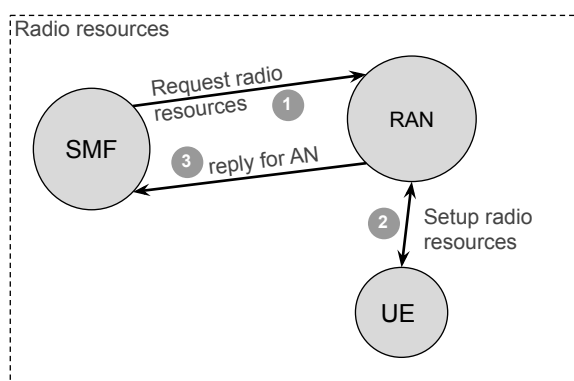 Radio resources
Request radio
resources
1
SMF
RAN
3
reply for AN
2
Setup radio
resources
UE